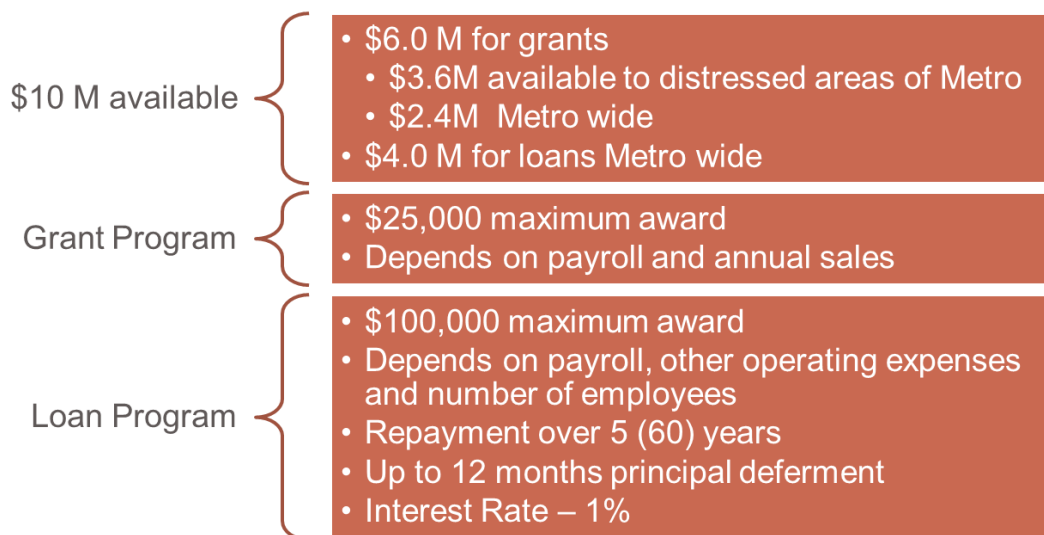 $10 M available
• $6.0 M for grants
• $3.6M available to distressed areas of Metro
• $2.4M Metro wide
• $4.0 M for loans Metro wide
Grant Program
• $25,000 maximum award
• Depends on payroll and annual sales
Loan Program
• $100,000 maximum award
• Depends on payroll, other operating expenses
and number of employees
• Repayment over 5 (60) years
• Up to 12 months principal deferment
• Interest Rate – 1%